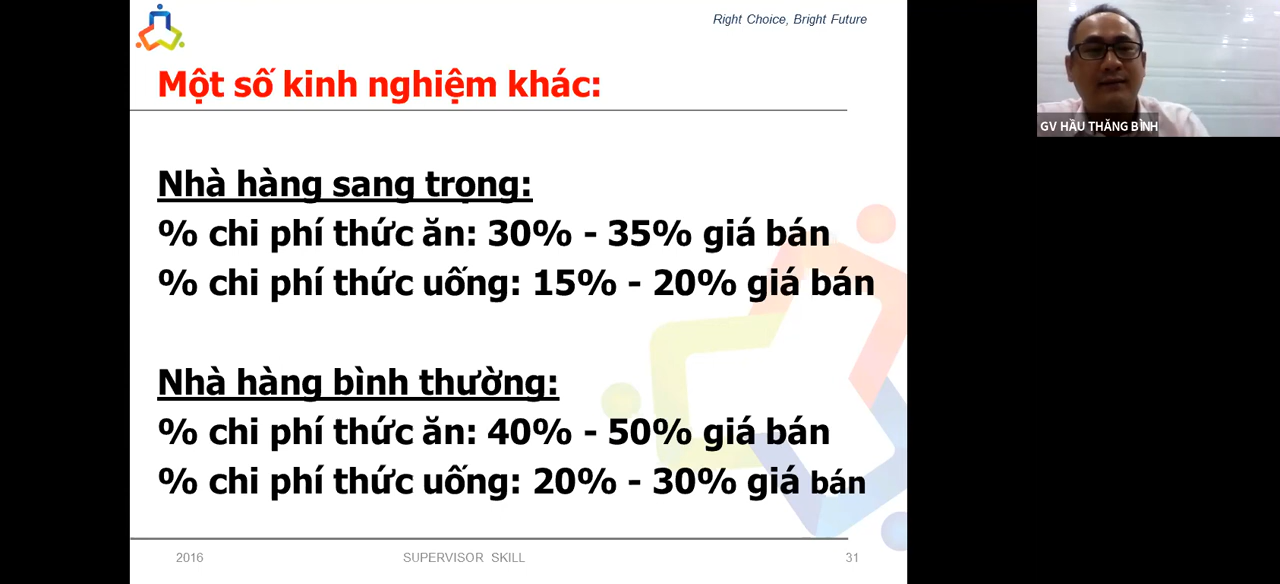 Right Choice, Bright Future
Một số kinh nghiệm khác:
Nhà hàng sang trọng:
% chi phí thức ăn: 30% - 35% giá bán
% chi phí thức uống: 15% - 20% giá bán
Nhà hàng bình thường:
% chi phí thức ăn: 40% - 50% giá bán
% chi phí thức uống: 20% - 30% giá bán
2016 SUPERVISOR SKILL 31
GV HẦU THĂNG BÌNH